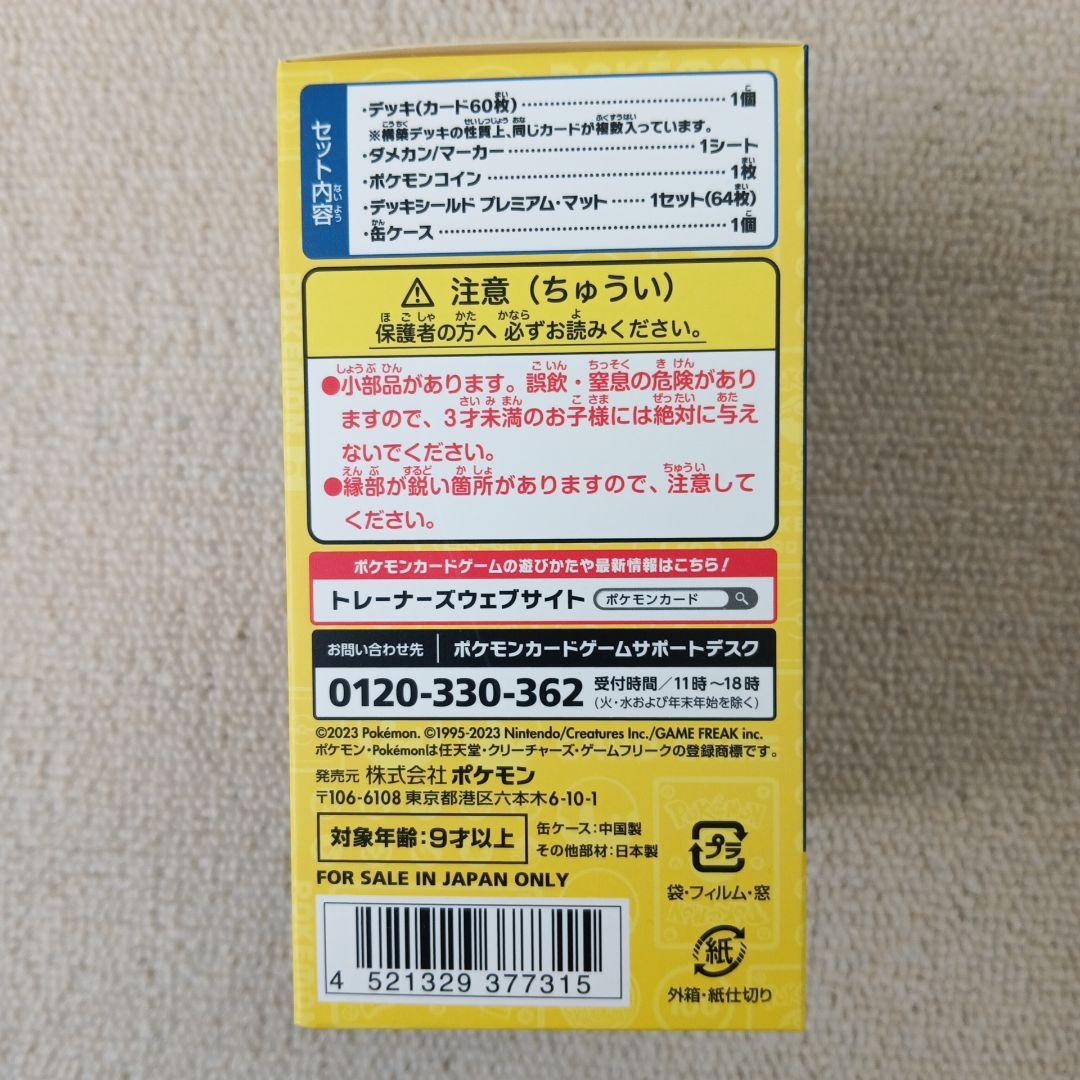 セット内容
・デッキ(カード60枚)……………………1個
※構築デッキの性質上、同じカードが複数入っています。
・ダメカン/マーカー……………………1シート
・ポケモンコイン……………………1枚
・デッキシールド プレミアム・マット……1セット(64枚)
・缶ケース……………………1個
⚠ 注意(ちゅうい)
保護者の方へ 必ずお読みください。
●小部品があります。誤飲・窒息の危険があり
ますので、3才未満のお子様には絶対に与え
ないでください。
●縁部が鋭い箇所がありますので、注意して
ください。
ポケモンカードゲームの遊びかたや最新情報はこちら!
トレーナーズウェブサイト ポケモンカード
お問い合わせ先 ポケモンカードゲームサポートデスク
0120-330-362 受付時間/11時~18時
(火・水および年末年始を除く)
©2023 Pokémon. ©1995-2023 Nintendo/Creatures Inc./GAME FREAK inc.
ポケモン・Pokémonは任天堂・クリーチャーズ・ゲームフリークの登録商標です。
発売元 株式会社ポケモン
〒106-6108 東京都港区六本木6-10-1
対象年齢:9才以上
缶ケース:中国製
その他部材:日本製
FOR SALE IN JAPAN ONLY
プラ
袋・フィルム・窓
紙
外箱・紙仕切り
4 521329 377315